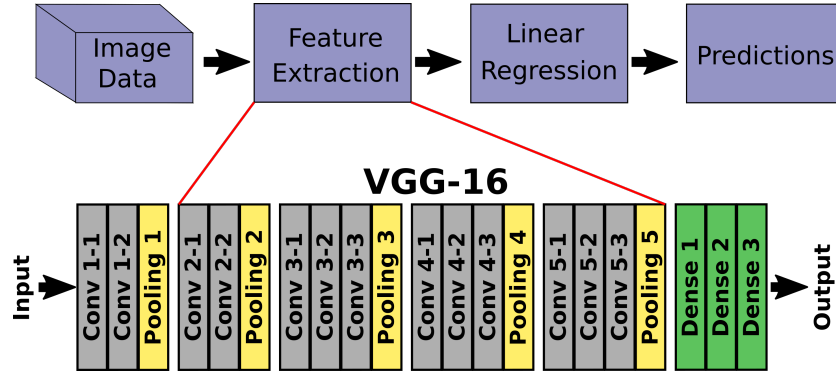 Image
Data
Feature
Extraction
Linear
Regression
Predictions
VGG-16
Input
Conv 1-1
Conv 1-2
Pooling 1
Conv 2-1
Conv 2-2
Pooling 2
Conv 3-1
Conv 3-2
Conv 3-3
Pooling 3
Conv 4-1
Conv 4-2
Conv 4-3
Pooling 4
Conv 5-1
Conv 5-2
Conv 5-3
Pooling 5
Dense 1
Dense 2
Dense 3
Output